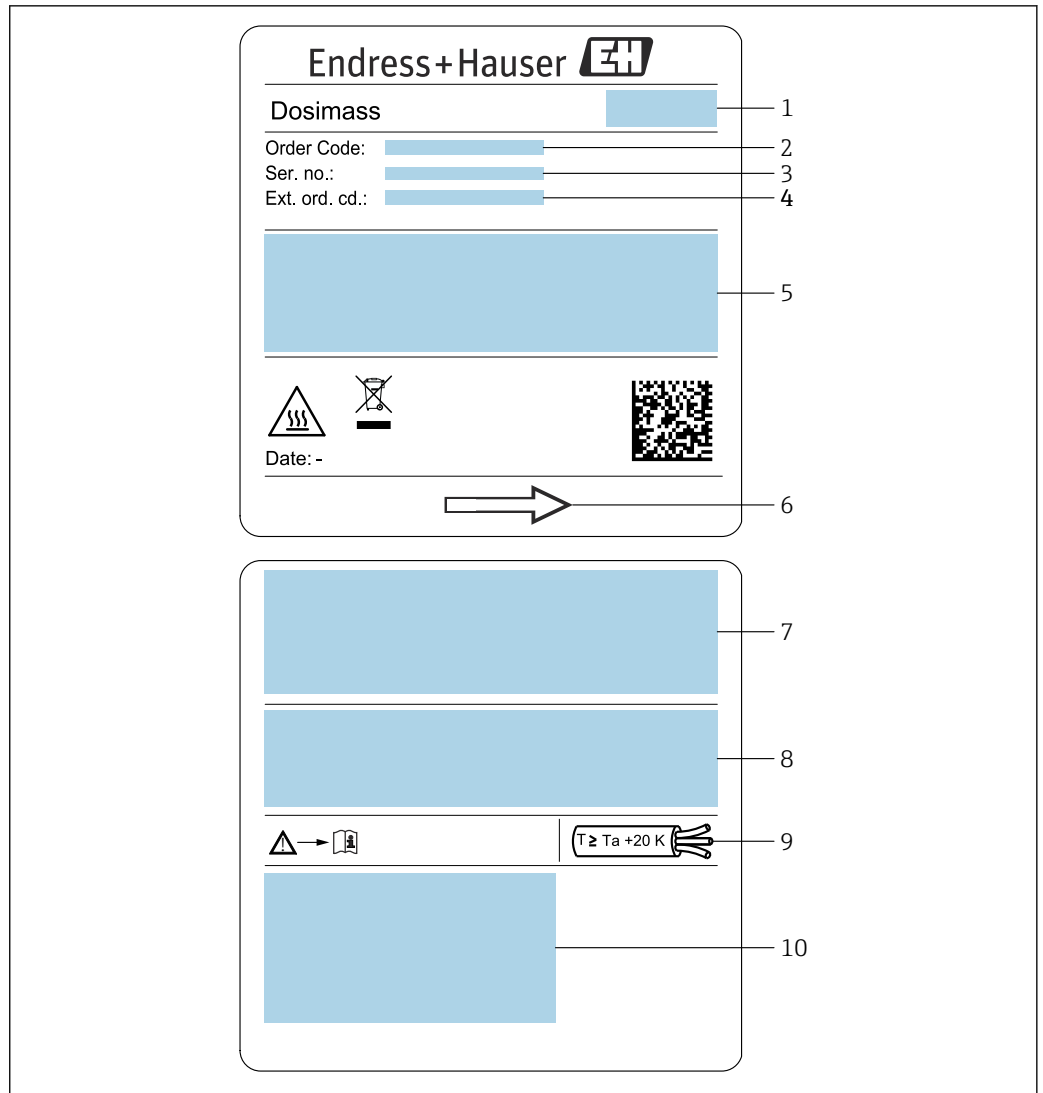 Endress+Hauser
Dosimass 1
Order Code: 2
Ser. no.: 3
Ext. ord. cd.: 4
5
Date: -
6
7
8
T ≥ Ta +20 K 9
10